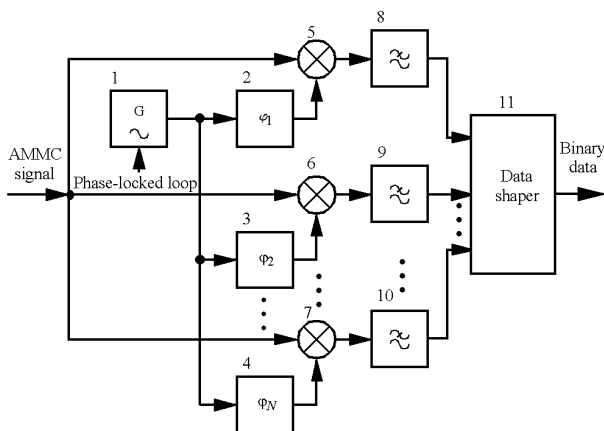 5
8
1
2
11
G
φ1
AMMC
signal
Phase-locked loop
6
9
Data
shaper
Binary
data
3
φ2
7
10
4
φN